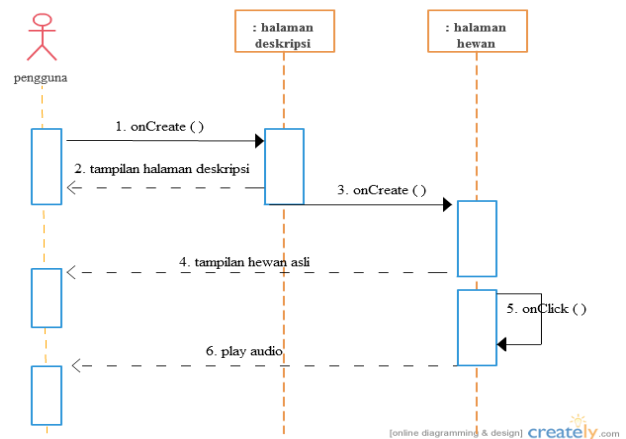 : halaman
deskripsi
: halaman
hewan
pengguna
1. onCreate ( )
2. tampilan halaman deskripsi
3. onCreate ( )
4. tampilan hewan asli
5. onClick ( )
6. play audio
[online diagramming & design] creately.com